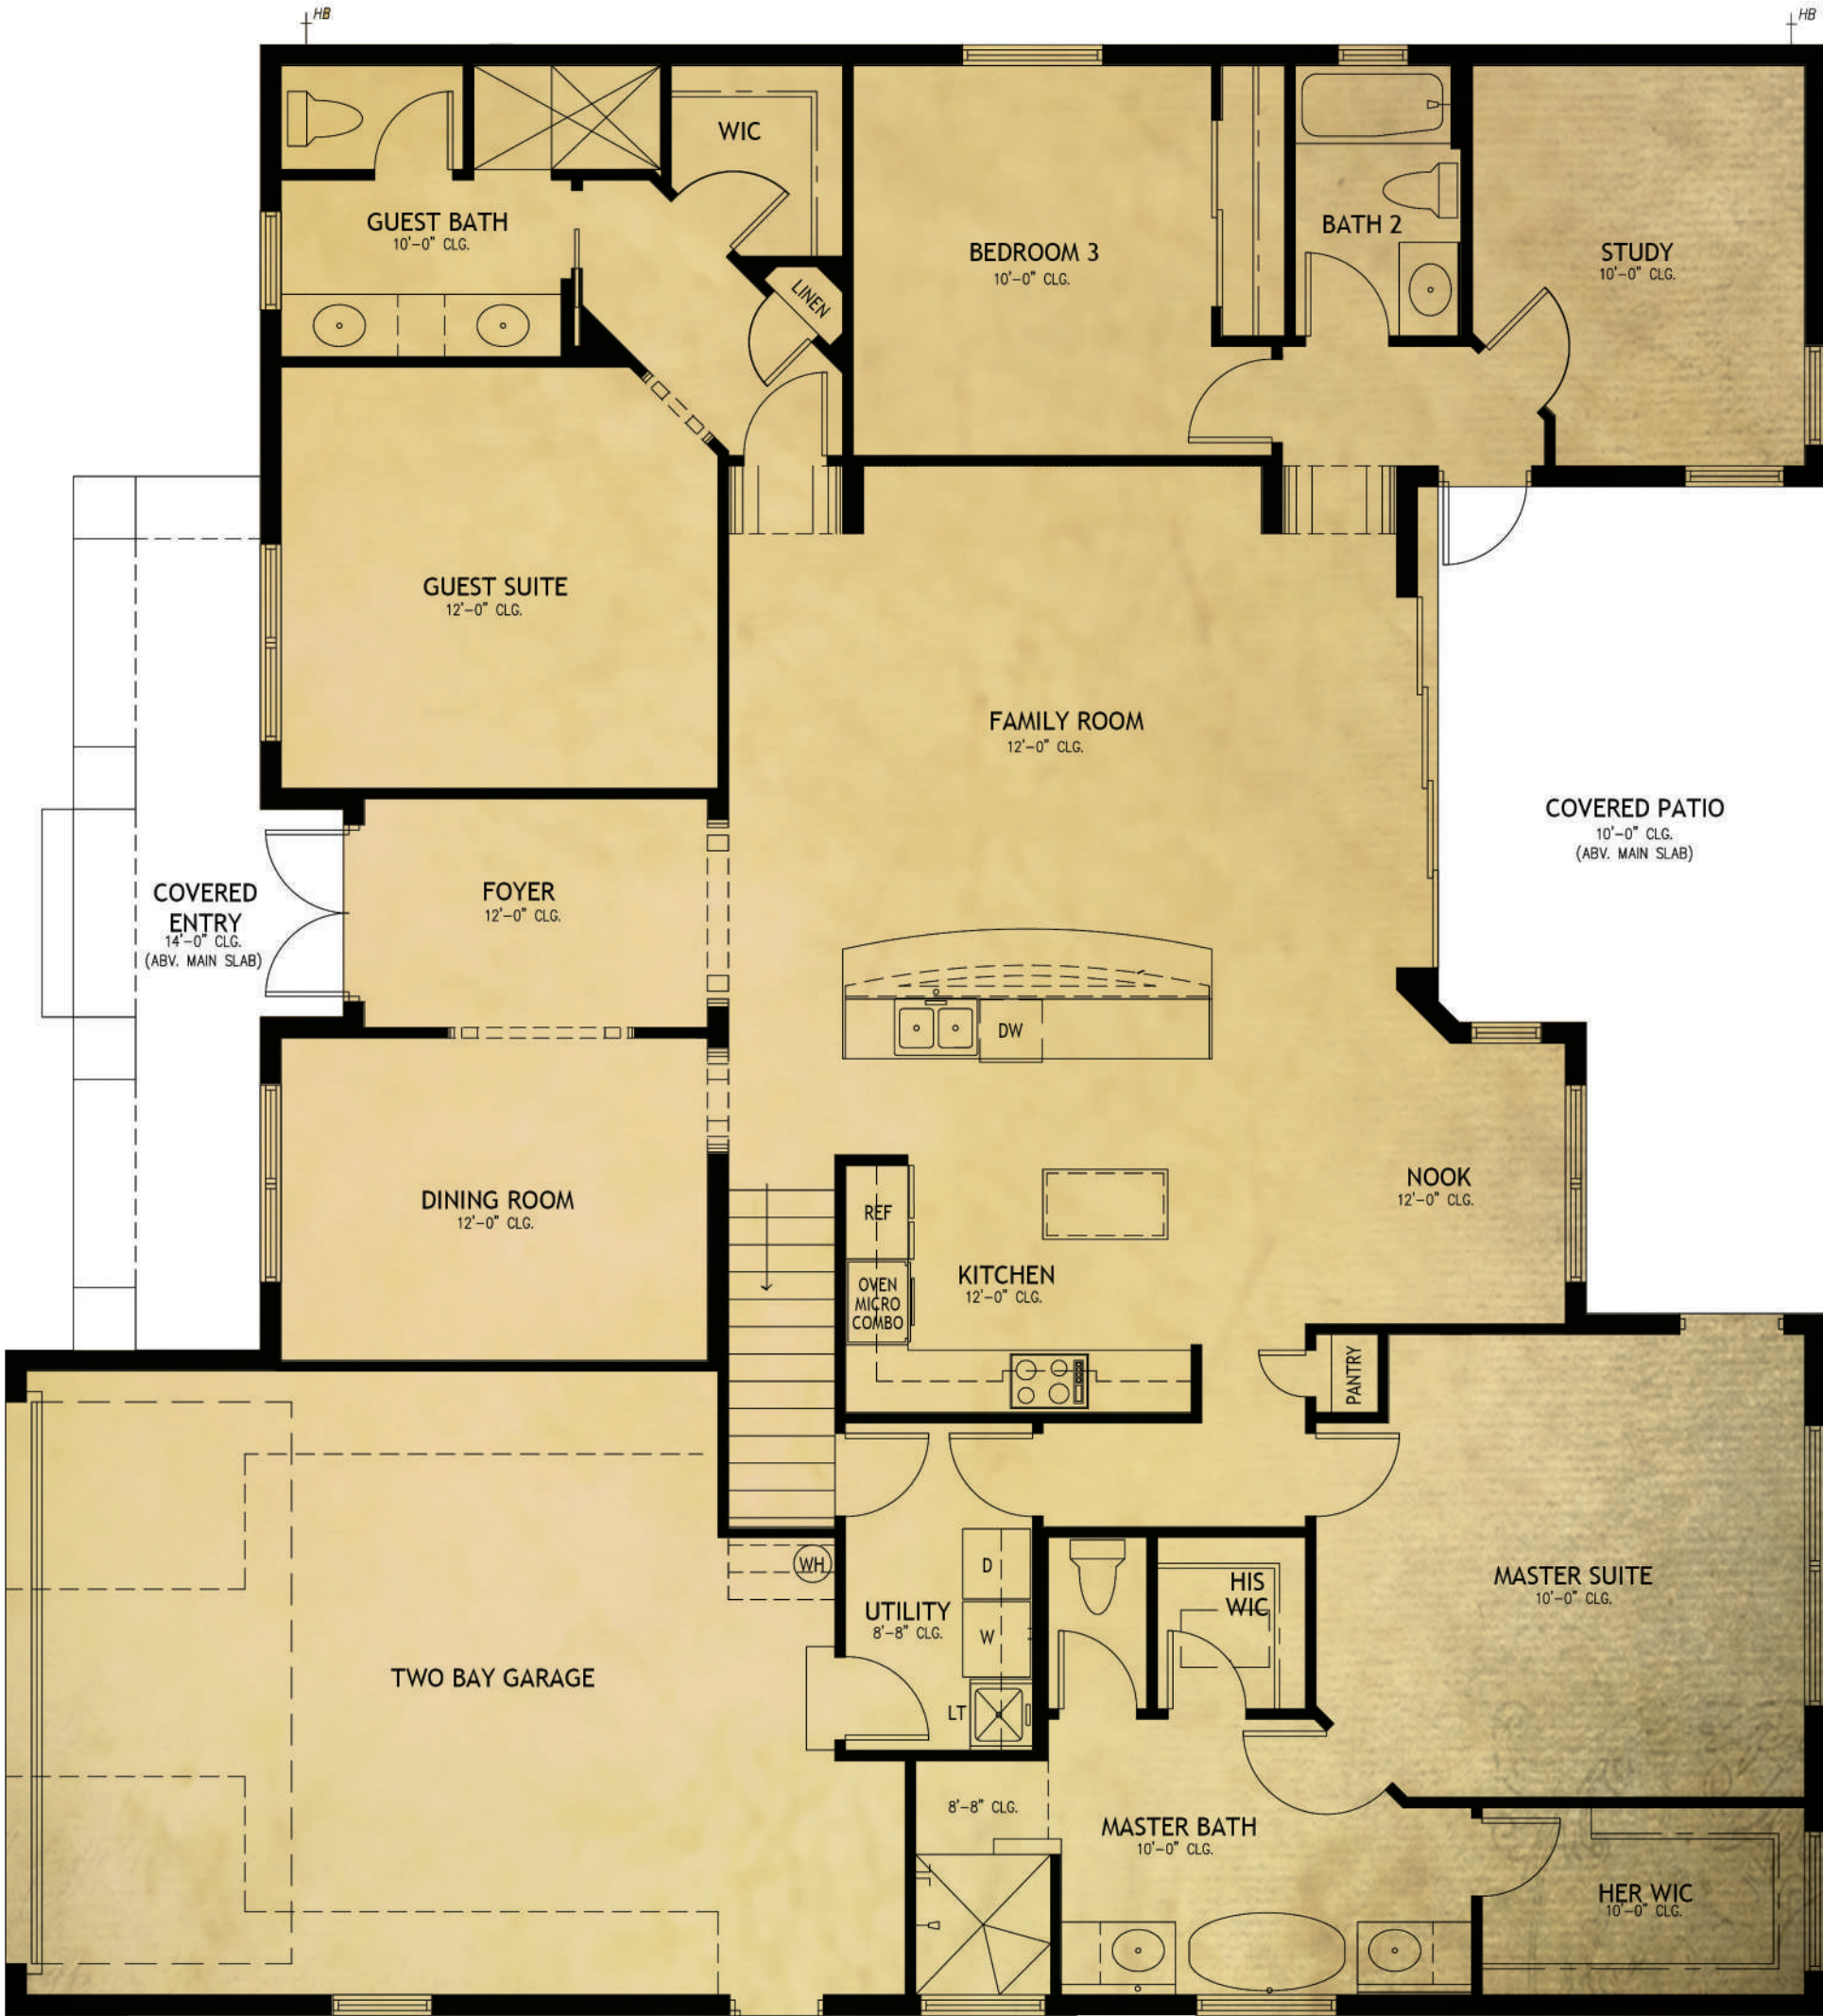 HB
HB
WIC
GUEST BATH
10'-0" CLG.
LINEN
BEDROOM 3
10'-0" CLG.
BATH 2
STUDY
10'-0" CLG.
GUEST SUITE
12'-0" CLG.
FAMILY ROOM
12'-0" CLG.
COVERED PATIO
10'-0" CLG.
(ABV. MAIN SLAB)
COVERED
ENTRY
14'-0" CLG.
(ABV. MAIN SLAB)
FOYER
12'-0" CLG.
DW
DINING ROOM
12'-0" CLG.
REF
OVEN
MICRO
COMBO
KITCHEN
12'-0" CLG.
NOOK
12'-0" CLG.
PANTRY
WH
D
UTILITY
8'-8" CLG.
W
LT
HIS
WIC
MASTER SUITE
10'-0" CLG.
TWO BAY GARAGE
8'-8" CLG.
MASTER BATH
10'-0" CLG.
HER WIC
10'-0" CLG.